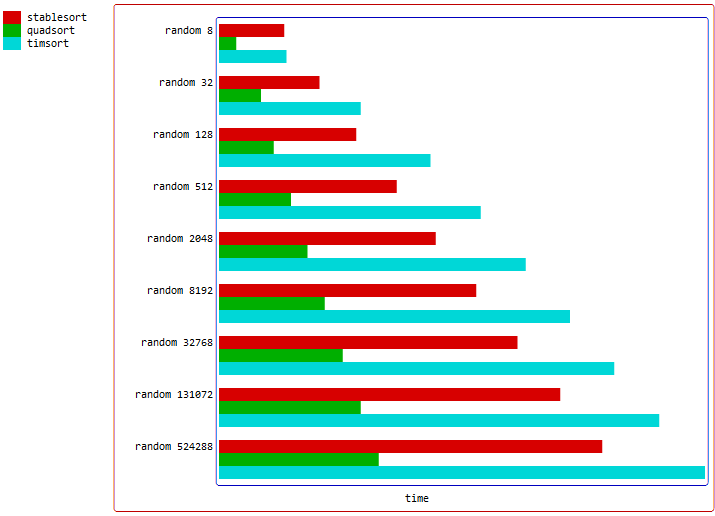 stablesort
quadsort
timsort
random 8
random 32
random 128
random 512
random 2048
random 8192
random 32768
random 131072
random 524288
time